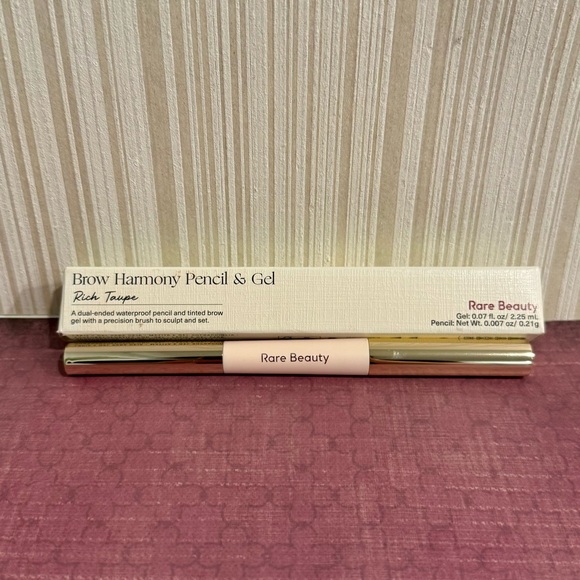 Brow Harmony Pencil & Gel
Rich Taupe
A dual-ended waterproof pencil and tinted brow
gel with a precision brush to sculpt and set.
Rare Beauty
Gel: 0.07 fl. oz/ 2.25 mL
Pencil: Net Wt. 0.007 oz/ 0.21g
Rare Beauty